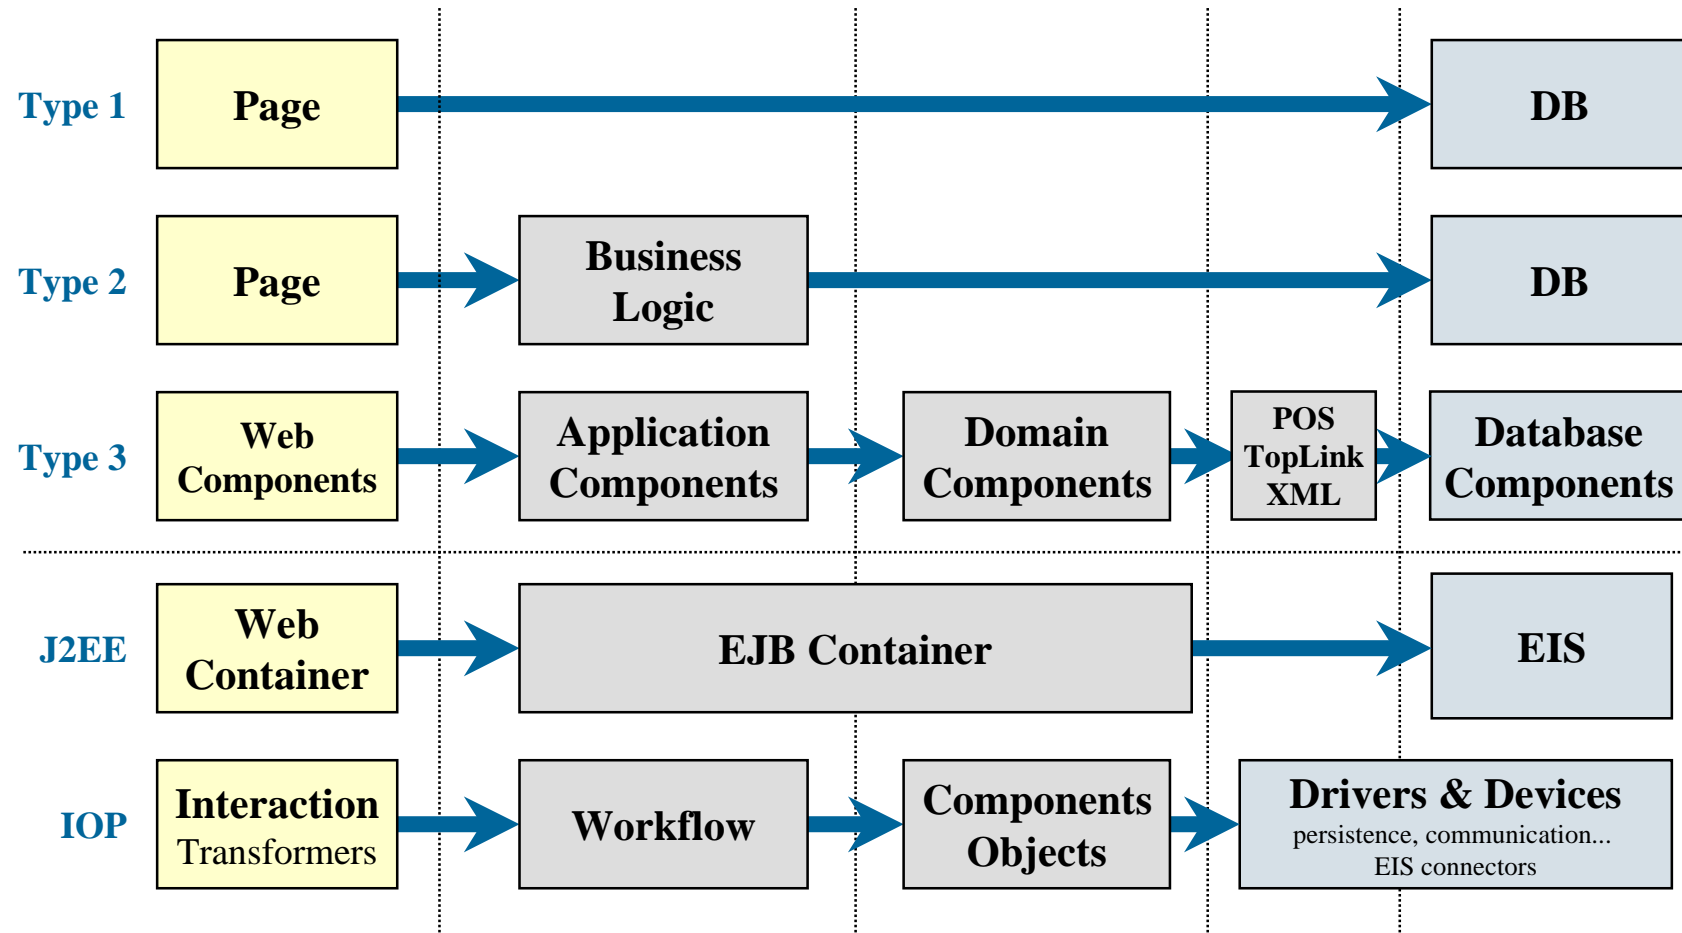 Type 1
Page
DB
Type 2
Page
Business
Logic
DB
Type 3
Web
Components
Application
Components
Domain
Components
POS
TopLink
XML
Database
Components
J2EE
Web
Container
EJB Container
EIS
IOP
Interaction
Transformers
Workflow
Components
Objects
Drivers & Devices
persistence, communication...
EIS connectors